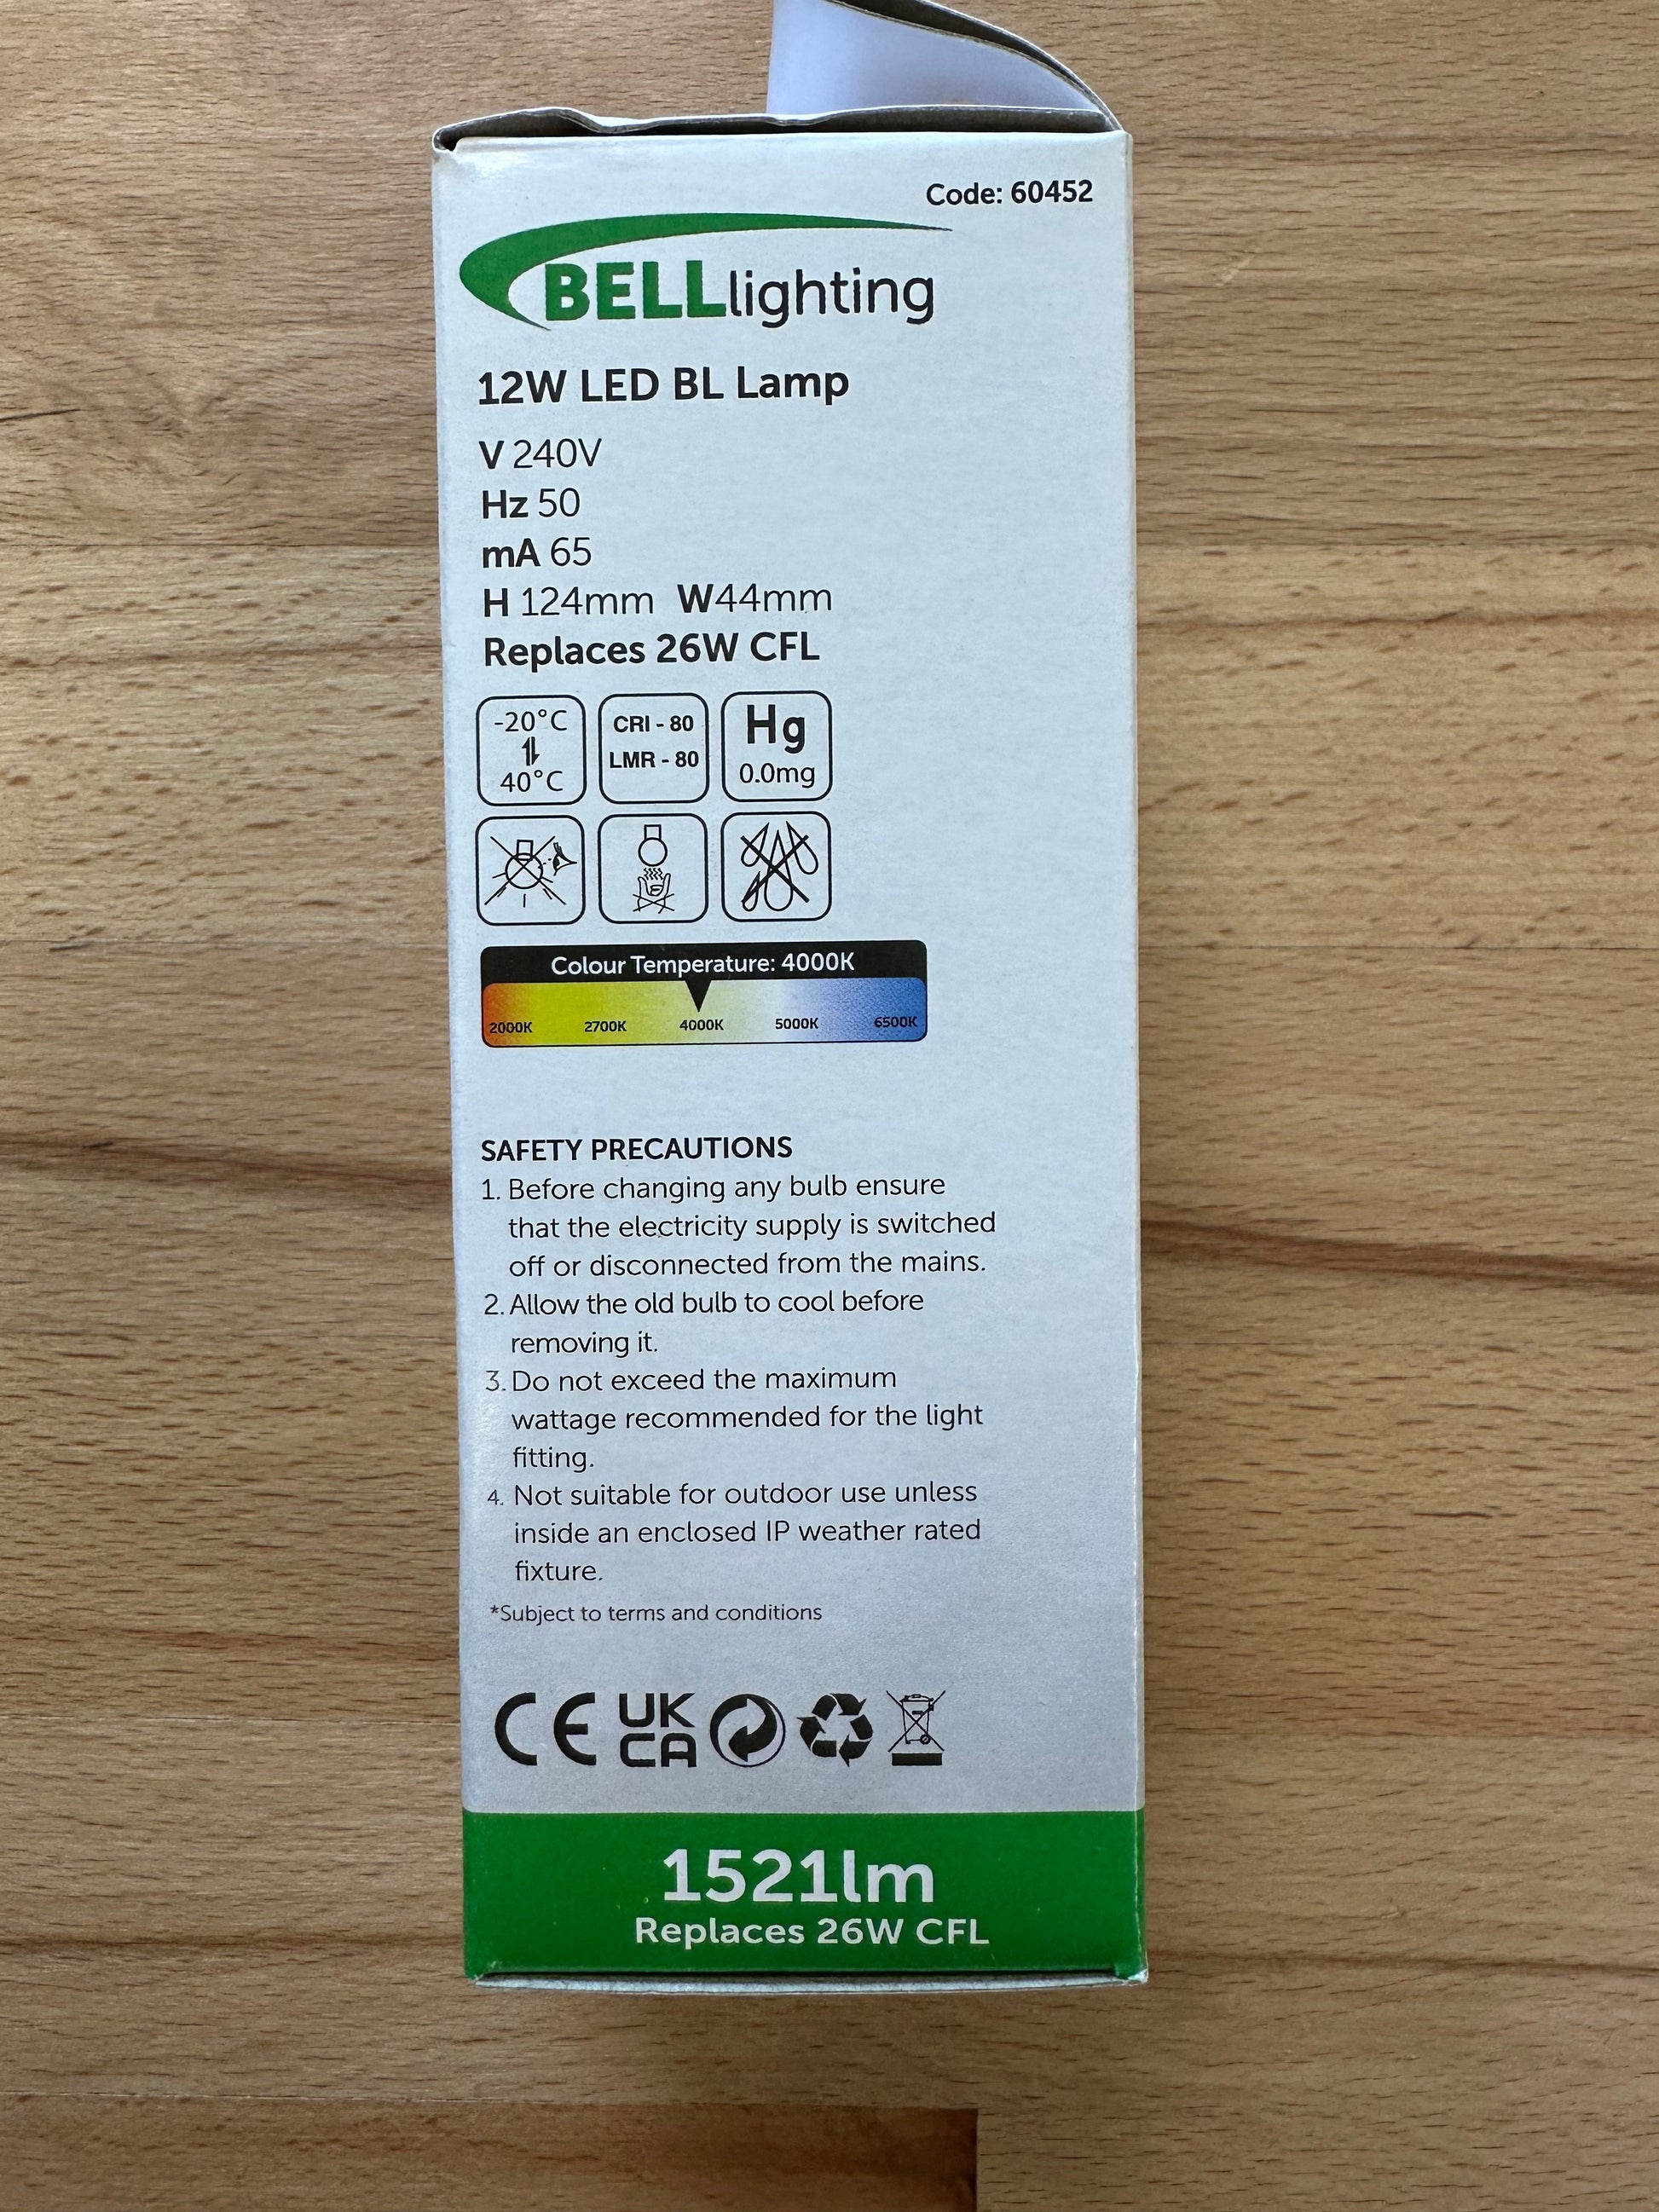 Code: 60452
BELLlighting
12W LED BL Lamp
V 240V
Hz 50
mA 65
H 124mm W44mm
Replaces 26W CFL
-20°C
40°C
CRI - 80
LMR - 80
Hg
0.0mg
Colour Temperature: 4000K
2000K 2700K 4000K 5000K 6500K
SAFETY PRECAUTIONS
1. Before changing any bulb ensure
that the electricity supply is switched
off or disconnected from the mains.
2. Allow the old bulb to cool before
removing it.
3. Do not exceed the maximum
wattage recommended for the light
fitting.
4. Not suitable for outdoor use unless
inside an enclosed IP weather rated
fixture.
*Subject to terms and conditions
CE UK
CA
1521lm
Replaces 26W CFL